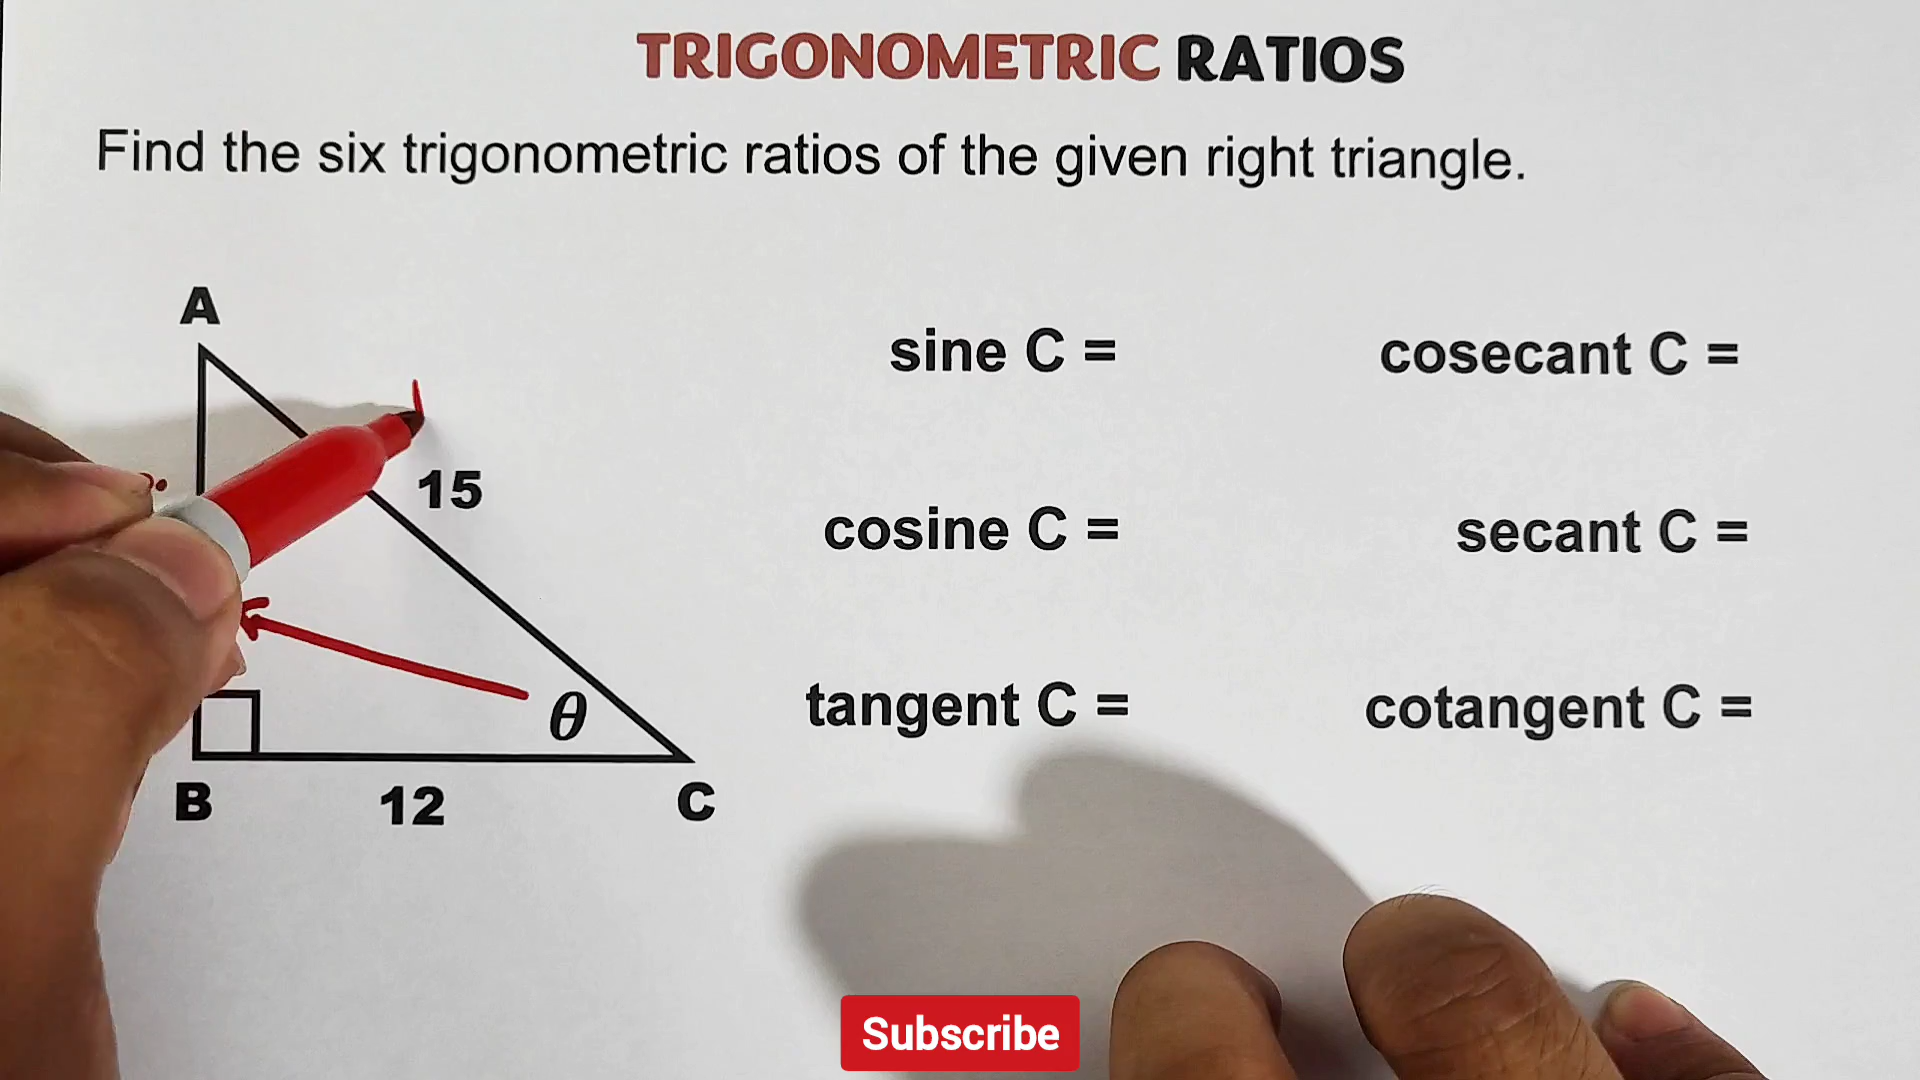 TRIGONOMETRIC RATIOS
Find the six trigonometric ratios of the given right triangle.
A
sine C =
cosecant C =
15
cosine C =
secant C =
θ
tangent C =
cotangent C =
B
12
C
Subscribe